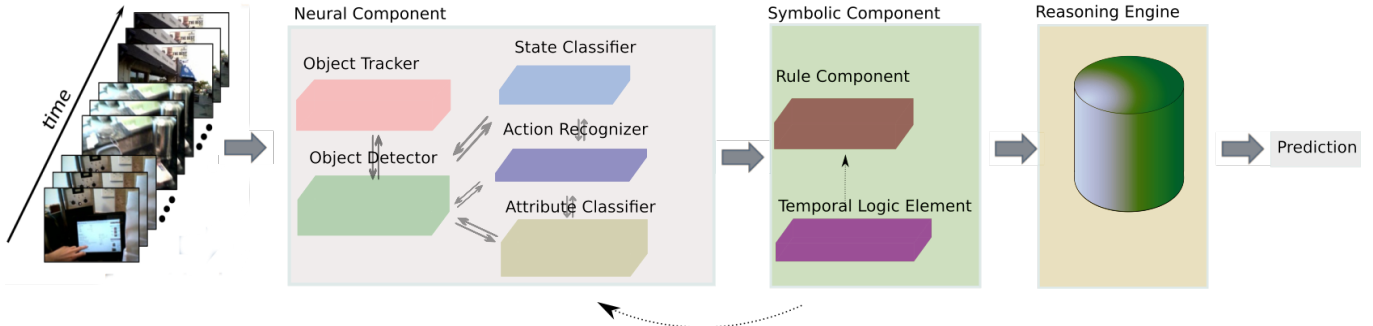 time
Neural Component
Object Tracker
State Classifier
Action Recognizer
Object Detector
Attribute Classifier
Symbolic Component
Rule Component
Temporal Logic Element
Reasoning Engine
Prediction